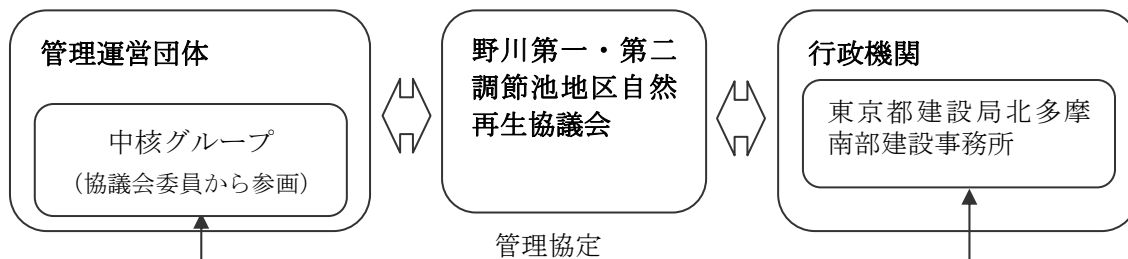 管理運営団体
中核グループ
（協議会委員から参画）
野川第一・第二
調節池地区自然
再生協議会
行政機関
東京都建設局北多摩
南部建設事務所
管理協定